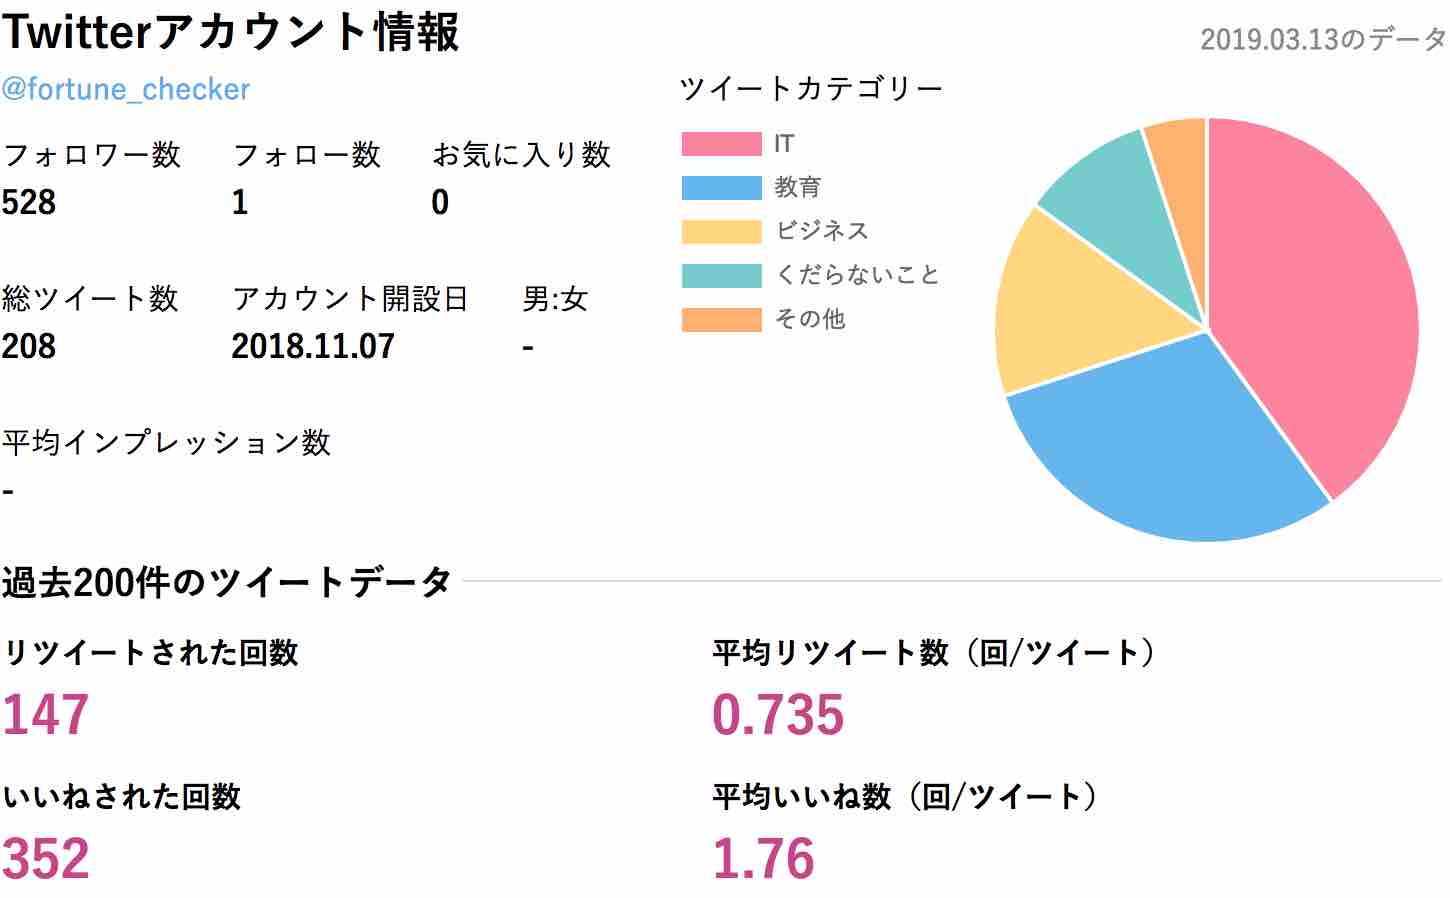 Twitterアカウント情報
2019.03.13のデータ
@fortune_checker
フォロワー数 フォロー数 お気に入り数
528 1 0
総ツイート数 アカウント開設日 男:女
208 2018.11.07 -
平均インプレッション数
-
ツイートカテゴリー
IT
教育
ビジネス
くだらないこと
その他
過去200件のツイートデータ
リツイートされた回数
147
平均リツイート数（回/ツイート）
0.735
いいねされた回数
352
平均いいね数（回/ツイート）
1.76